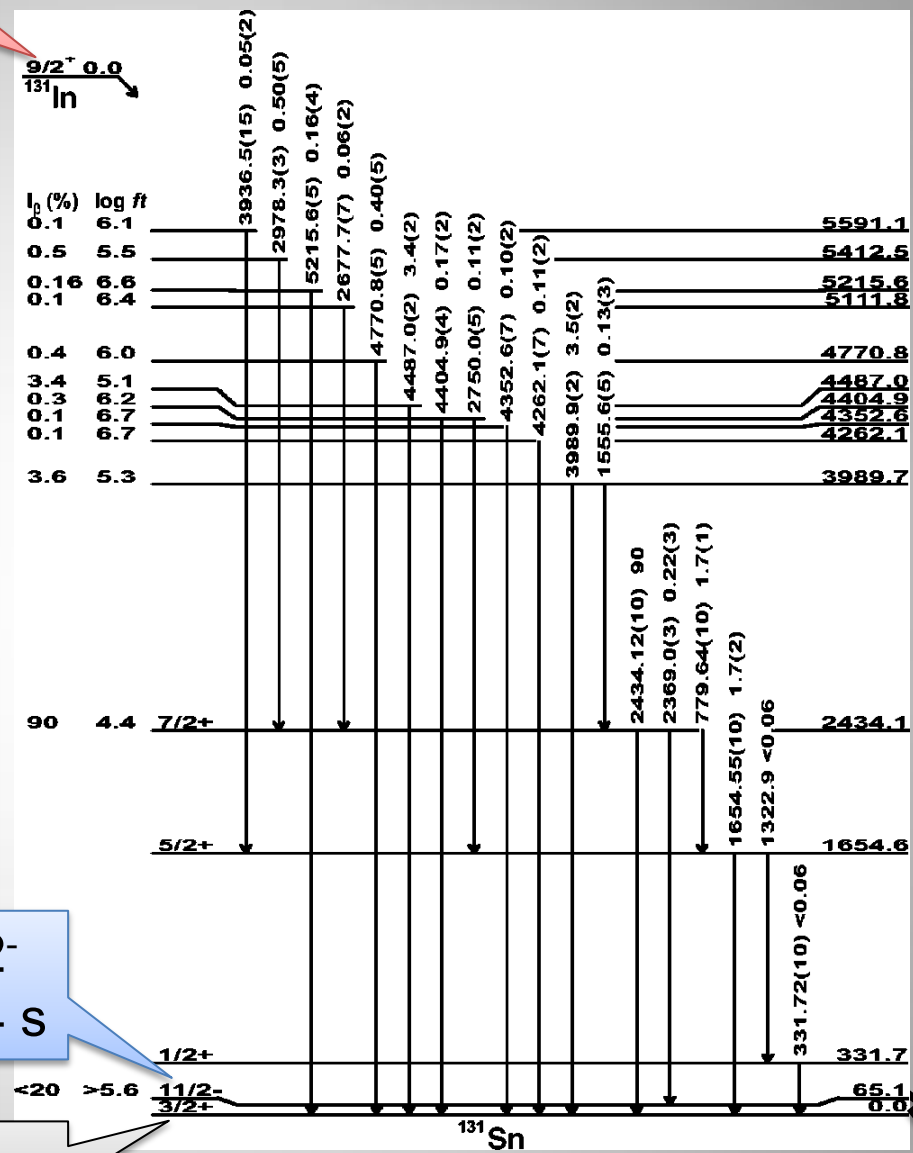 9/2+ 0.0
131In
3936.5(15) 0.05(2)
2978.3(3) 0.50(5)
5215.6(5) 0.16(4)
2677.7(7) 0.06(2)
4770.8(5) 0.40(5)
4487.0(2) 3.4(2)
4404.9(4) 0.17(2)
2750.0(5) 0.11(2)
4352.6(7) 0.10(2)
4262.1(7) 0.11(2)
3989.9(2) 3.5(2)
1555.6(5) 0.13(3)
Iβ (%) log ft
0.1 6.1 5591.1
0.5 5.5 5412.5
0.16 6.6 5215.6
0.1 6.4 5111.8
0.4 6.0 4770.8
3.4 5.1 4487.0
0.3 6.2 4404.9
0.1 6.7 4352.6
0.1 6.7 4262.1
3.6 5.3 3989.7
2434.12(10) 90
2369.0(3) 0.22(3)
779.64(10) 1.7(1)
90 4.4 7/2+ 2434.1
1654.55(10) 1.7(2)
1322.9 <0.06
5/2+ 1654.6
331.72(10) <0.06
- s
1/2+ 331.7
<20 >5.6 11/2- 65.1
3/2+ 0.0
131Sn